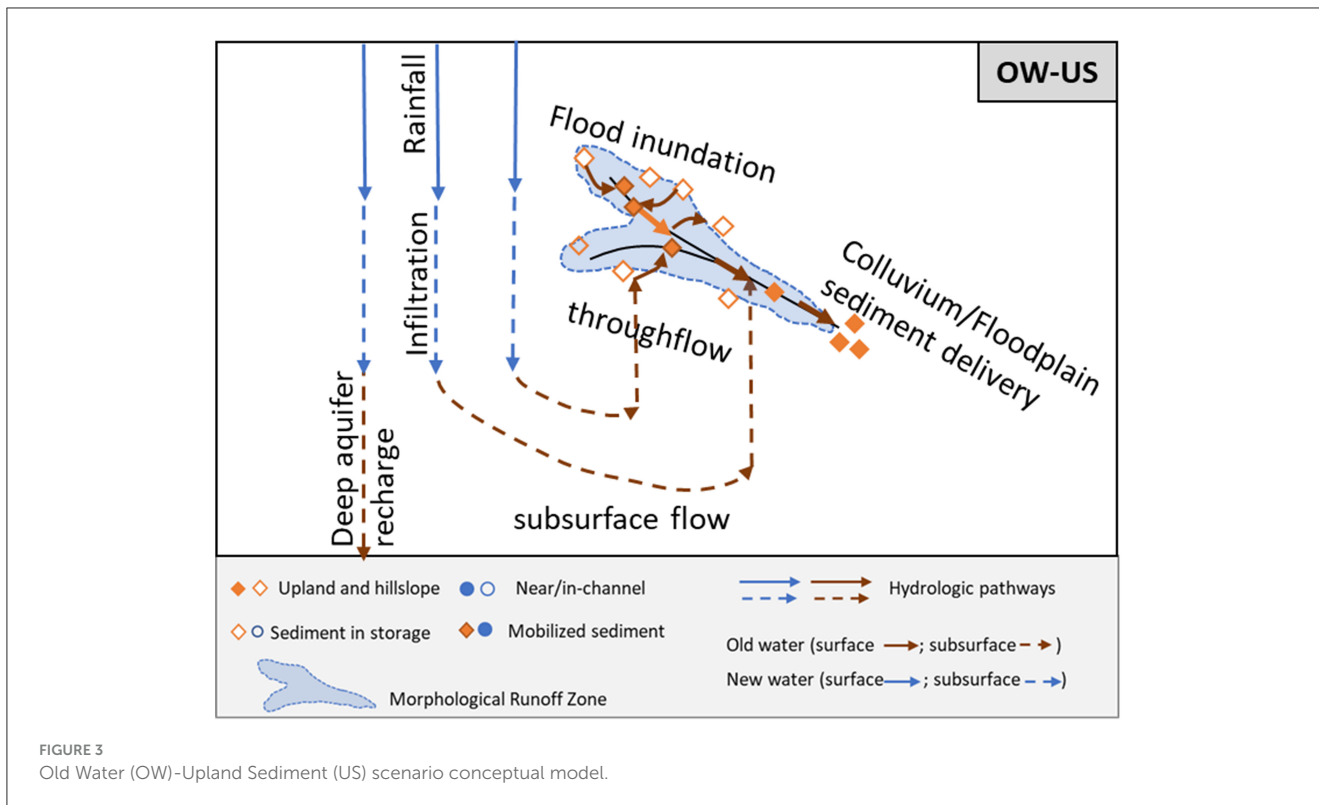 OW-US
Rainfall
Flood inundation
Infiltration
Colluvium/Floodplain
sediment delivery
throughflow
Deep aquifer
recharge
subsurface flow
Upland and hillslope
Near/in-channel
Hydrologic pathways
Sediment in storage
Mobilized sediment
Old water (surface ; subsurface )
New water (surface ; subsurface )
Morphological Runoff Zone
FIGURE 3
Old Water (OW)-Upland Sediment (US) scenario conceptual model.